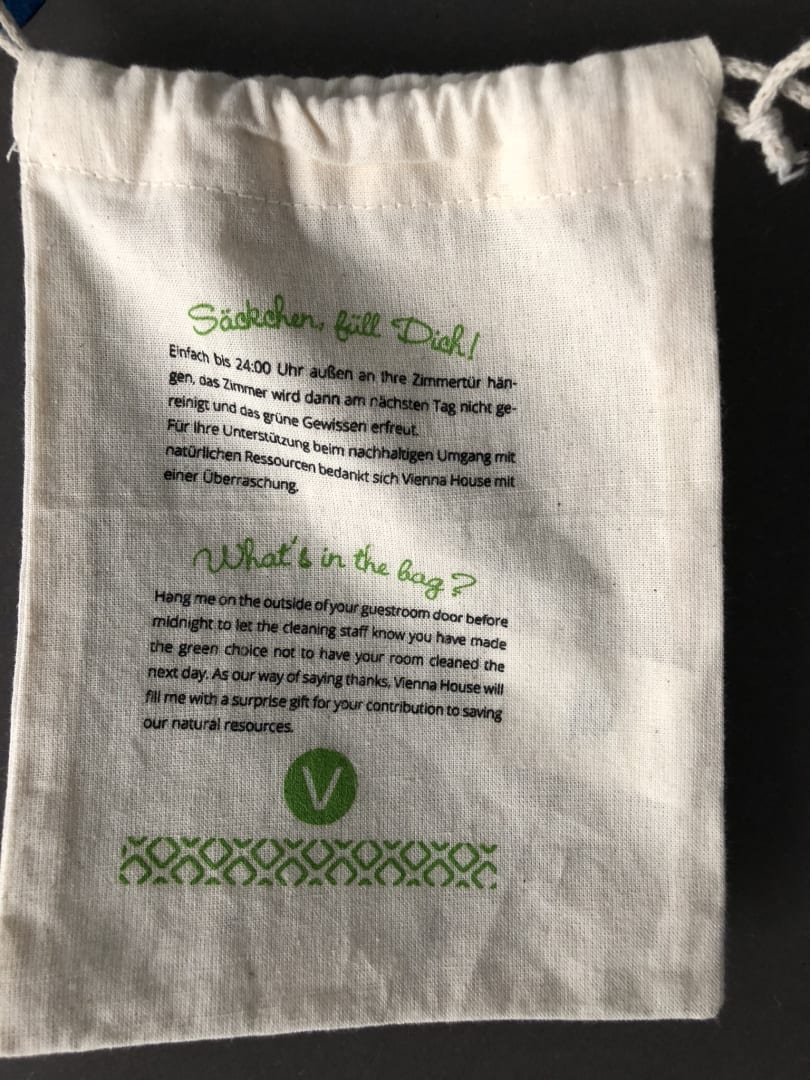 Säckchen, füll Dich!
Einfach bis 24:00 Uhr außen an Ihre Zimmertür hän-
gen, das Zimmer wird dann am nächsten Tag nicht ge-
reinigt und das grüne Gewissen erfreut.
Für Ihre Unterstützung beim nachhaltigen Umgang mit
natürlichen Ressourcen bedankt sich Vienna House mit
einer Überraschung.
What's in the bag?
Hang me on the outside of your guestroom door before
midnight to let the cleaning staff know you have made
the green choice not to have your room cleaned the
next day. As our way of saying thanks, Vienna House will
fill me with a surprise gift for your contribution to saving
our natural resources.
V